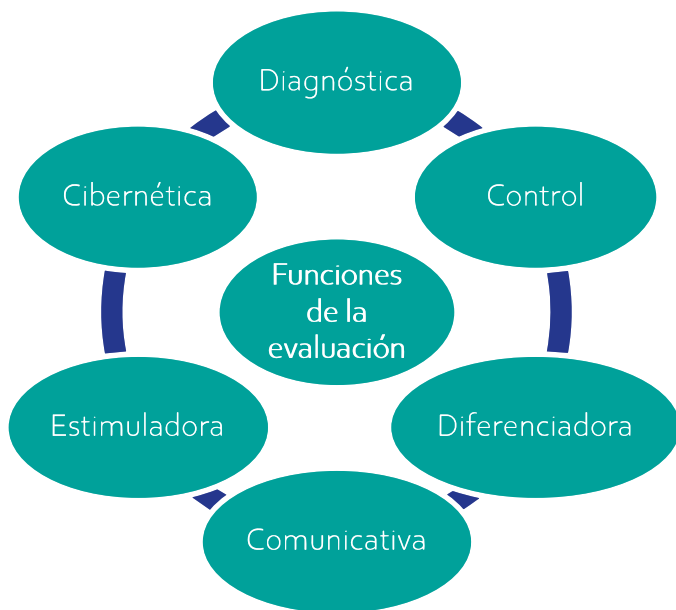 Diagnóstica
Cibernética
Control
Funciones
de la
evaluación
Estimuladora
Diferenciadora
Comunicativa